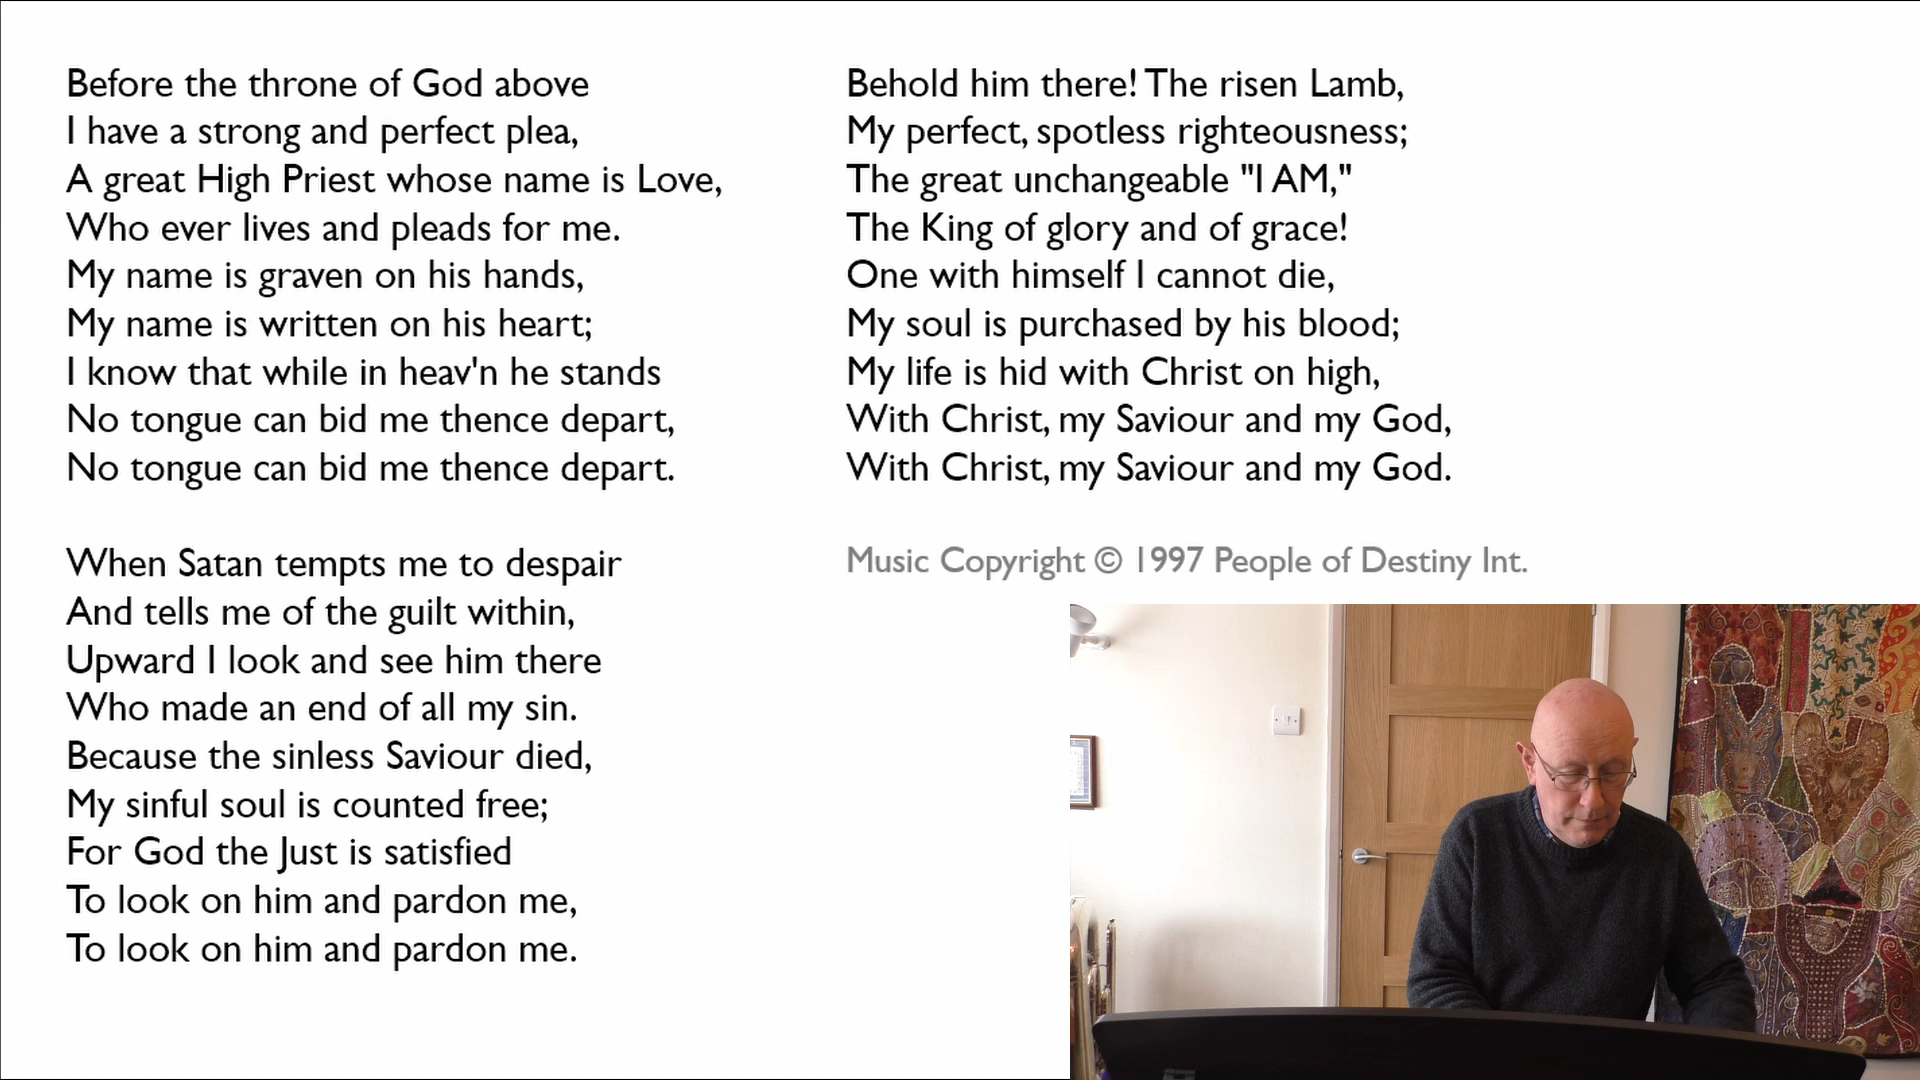 Before the throne of God above
I have a strong and perfect plea,
A great High Priest whose name is Love,
Who ever lives and pleads for me.
My name is graven on his hands,
My name is written on his heart;
I know that while in heav'n he stands
No tongue can bid me thence depart,
No tongue can bid me thence depart.
When Satan tempts me to despair
And tells me of the guilt within,
Upward I look and see him there
Who made an end of all my sin.
Because the sinless Saviour died,
My sinful soul is counted free;
For God the Just is satisfied
To look on him and pardon me,
To look on him and pardon me.
Behold him there! The risen Lamb,
My perfect, spotless righteousness;
The great unchangeable "I AM,"
The King of glory and of grace!
One with himself I cannot die,
My soul is purchased by his blood;
My life is hid with Christ on high,
With Christ, my Saviour and my God,
With Christ, my Saviour and my God.
Music Copyright © 1997 People of Destiny Int.